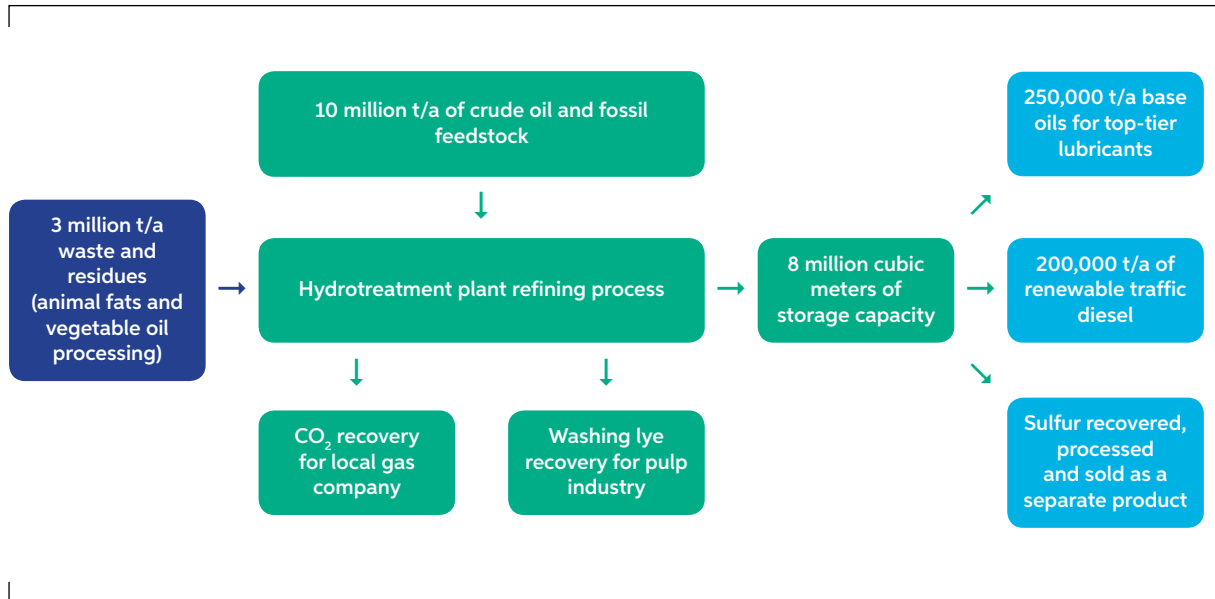 10 million t/a of crude oil and fossil
feedstock
250,000 t/a base
oils for top-tier
lubricants
3 million t/a
waste and
residues
(animal fats and
vegetable oil
processing)
Hydrotreatment plant refining process
8 million cubic
meters of
storage capacity
200,000 t/a of
renewable traffic
diesel
CO₂ recovery
for local gas
company
Washing lye
recovery for pulp
industry
Sulfur recovered,
processed
and sold as a
separate product